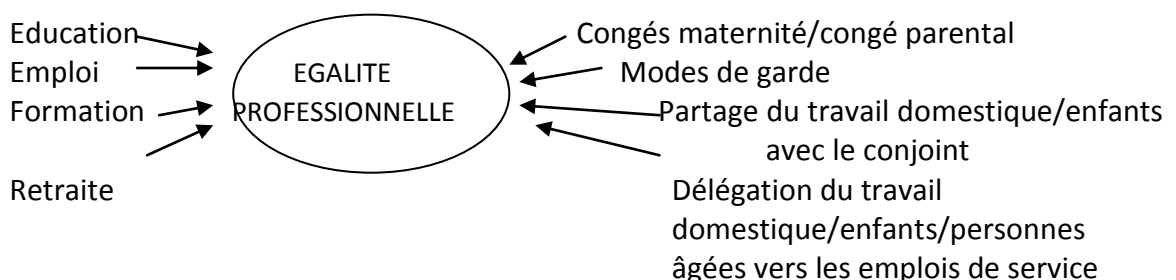 Education
Emploi
Formation
Retraite
EGALITE
PROFESSIONNELLE
Congés maternité/congé parental
Modes de garde
Partage du travail domestique/enfants
avec le conjoint
Délégation du travail
domestique/enfants/personnes
âgées vers les emplois de service